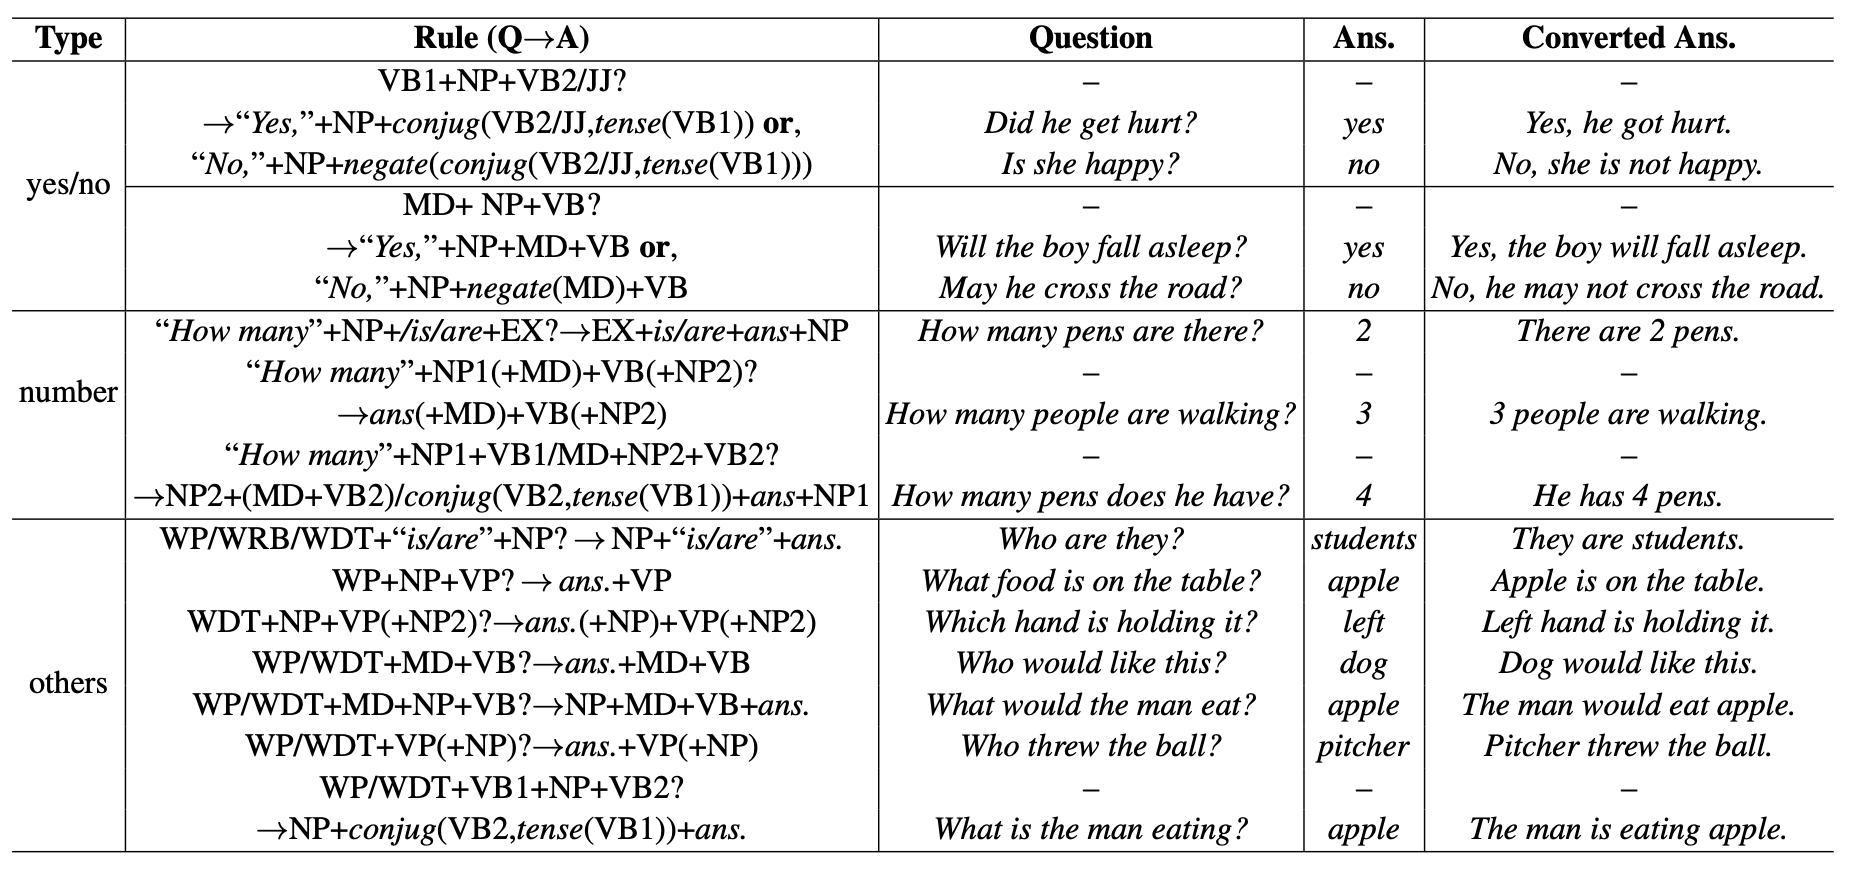 Type Rule (Q→A) Question Ans. Converted Ans.
VB1+NP+VB2/JJ? – – –
→“Yes,”+NP+conjug(VB2/JJ,tense(VB1)) or, Did he get hurt? yes Yes, he got hurt.
“No,”+NP+negate(conjug(VB2/JJ,tense(VB1))) Is she happy? no No, she is not happy.
yes/no
MD+ NP+VB? – – –
→“Yes,”+NP+MD+VB or, Will the boy fall asleep? yes Yes, the boy will fall asleep.
“No,”+NP+negate(MD)+VB May he cross the road? no No, he may not cross the road.
“How many”+NP+/is/are+EX?→EX+is/are+ans+NP How many pens are there? 2 There are 2 pens.
“How many”+NP1(+MD)+VB(+NP2)? – – –
number
→ans(+MD)+VB(+NP2) How many people are walking? 3 3 people are walking.
“How many”+NP1+VB1/MD+NP2+VB2? – – –
→NP2+(MD+VB2)/conjug(VB2,tense(VB1))+ans+NP1 How many pens does he have? 4 He has 4 pens.
WP/WRB/WDT+“is/are”+NP?→ NP+“is/are”+ans. Who are they? students They are students.
WP+NP+VP? → ans.+VP What food is on the table? apple Apple is on the table.
WDT+NP+VP(+NP2)?→ans.(+NP)+VP(+NP2) Which hand is holding it? left Left hand is holding it.
WP/WDT+MD+VB?→ans.+MD+VB Who would like this? dog Dog would like this.
others
WP/WDT+MD+NP+VB?→NP+MD+VB+ans. What would the man eat? apple The man would eat apple.
WP/WDT+VP(+NP)?→ans.+VP(+NP) Who threw the ball? pitcher Pitcher threw the ball.
WP/WDT+VB1+NP+VB2? – – –
→NP+conjug(VB2,tense(VB1))+ans. What is the man eating? apple The man is eating apple.